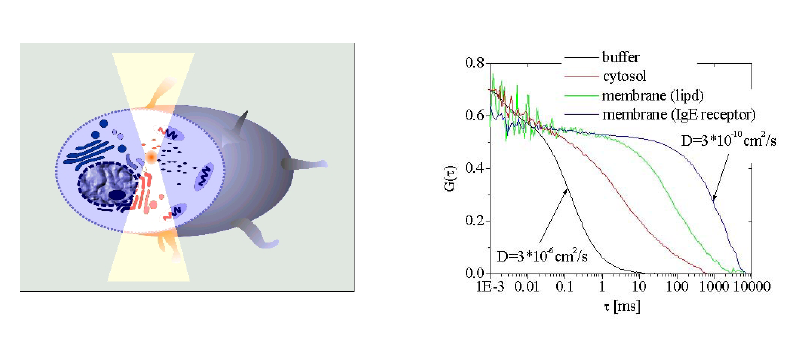 0.8
0.6
0.4
0.2
0.0
G(τ)
buffer
cytosol
membrane (lipd)
membrane (IgE receptor)
D=3*10⁻¹⁰cm²/s
D=3*10⁻⁶cm²/s
1E-3 0.01 0.1 1 10 100 1000 10000
τ [ms]